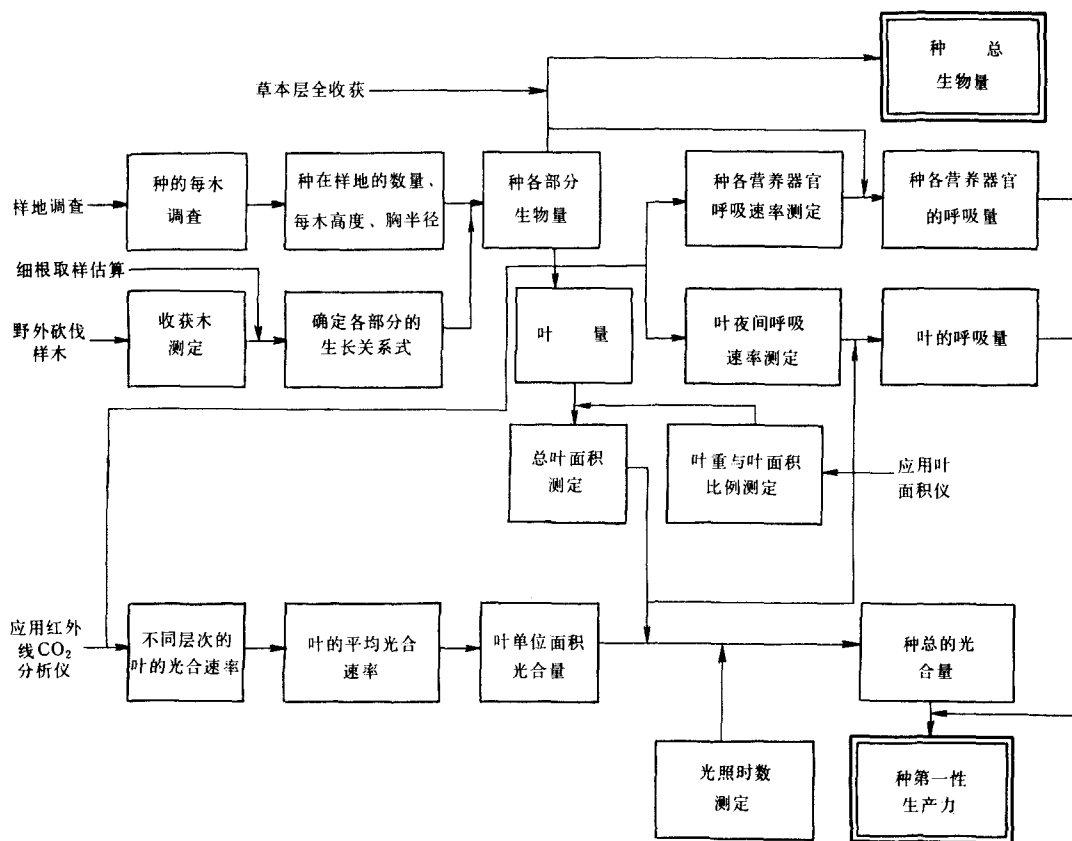 种 总
生物量
草本层全收获
样地调查
种的每木
调查
种在样地的数量、
每木高度、胸半径
种各部分
生物量
种各营养器官
呼吸速率测定
种各营养器官
的呼吸量
细根取样估算
野外砍伐
样木
收获木
测定
确定各部分的
生长关系式
叶 量
叶夜间呼吸
速率测定
叶的呼吸量
总叶面积
测定
叶重与叶面积
比例测定
应用叶
面积仪
应用红外
线CO₂
分析仪
不同层次的
叶的光合速率
叶的平均光合
速率
叶单位面积
光合量
种总的光
合量
光照时数
测定
种第一性
生产力